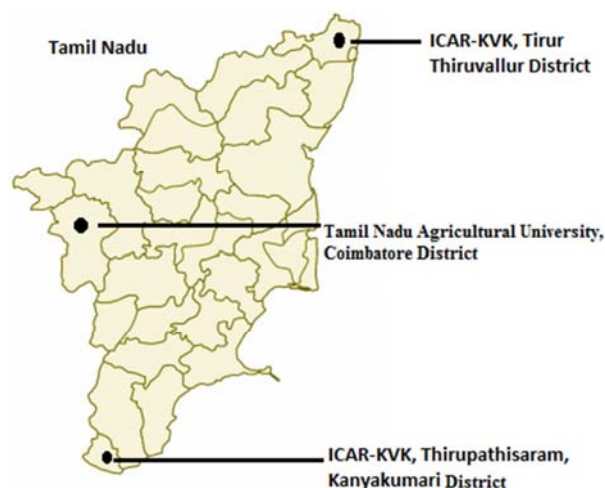 Tamil Nadu
ICAR-KVK, Tirur
Thiruvallur District
Tamil Nadu Agricultural University,
Coimbatore District
ICAR-KVK, Thirupathisaram,
Kanyakumari District